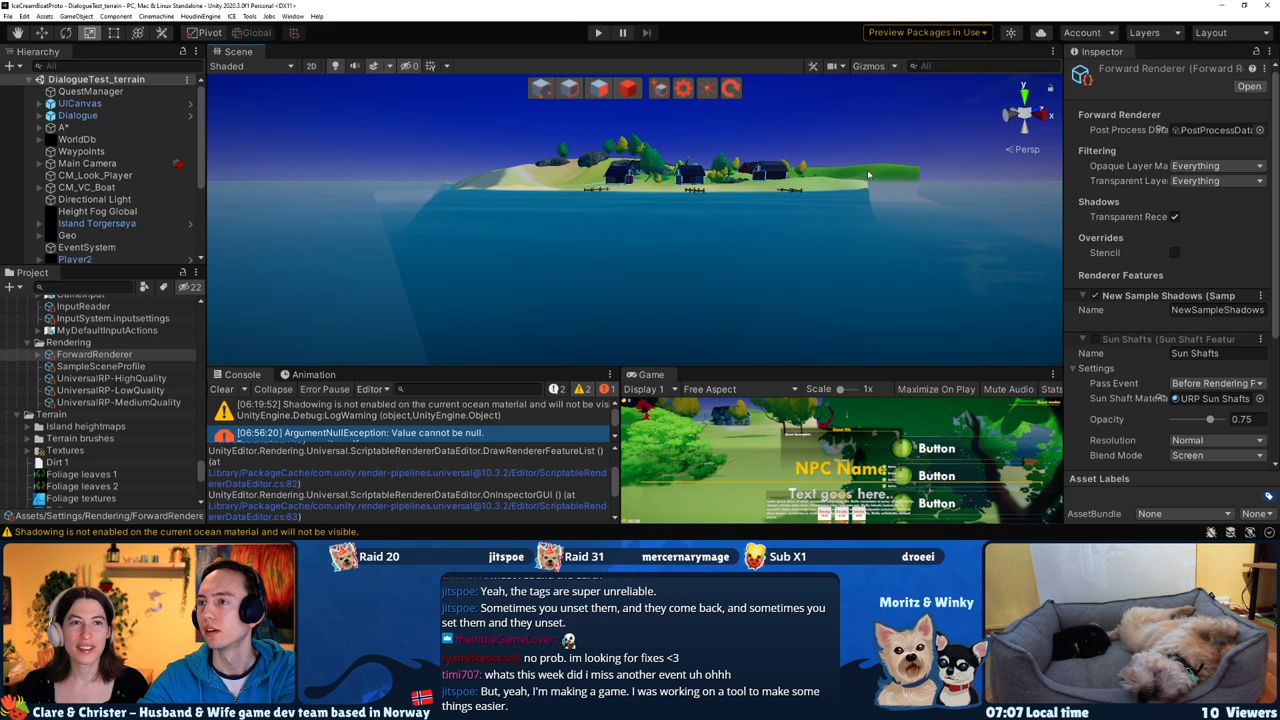 IceCreamBoatProto - DialogueTest_terrain - PC, Mac & Linux Standalone - Unity 2020.3.0f1 Personal <DX11>
File Edit Assets GameObject Component Cinemachine HoudiniEngine ICE Tools Jobs Window Help
Pivot Global Preview Packages in Use Account Layers Layout
Hierarchy
All
DialogueTest_terrain
QuestManager
UICanvas
Dialogue
A*
WorldDb
Waypoints
Main Camera
CM_Look_Player
CM_VC_Boat
Directional Light
Height Fog Global
Island Torgersøya
Geo
EventSystem
Player2
Project
22
GameInput
InputReader
InputSystem.inputsettings
MyDefaultInputActions
Rendering
ForwardRenderer
SampleSceneProfile
UniversalRP-HighQuality
UniversalRP-LowQuality
UniversalRP-MediumQuality
Terrain
Island heightmaps
Terrain brushes
Textures
Dirt 1
Foliage leaves 1
Foliage leaves 2
Foliage textures
Assets/Settings/Rendering/ForwardRendere
Scene
Shaded 2D 0 Gizmos All
y
x
Persp
Console Animation
Clear Collapse Error Pause Editor 2 2 1
[06:19:52] Shadowing is not enabled on the current ocean material and will not be vis
UnityEngine.Debug:LogWarning (object,UnityEngine.Object)
[06:56:20] ArgumentNullException: Value cannot be null.
UnityEditor.Rendering.Universal.ScriptableRendererDataEditor.DrawRendererFeatureList ()
(at
Library/PackageCache/com.unity.render-pipelines.universal@10.3.2/Editor/ScriptableRend
ererDataEditor.cs:82)
UnityEditor.Rendering.Universal.ScriptableRendererDataEditor.OnInspectorGUI () (at
Library/PackageCache/com.unity.render-pipelines.universal@10.3.2/Editor/ScriptableRend
ererDataEditor.cs:63)
Game
Display 1 Free Aspect Scale 1x Maximize On Play Mute Audio Stats
NPC Name
Text goes here..
Button
Button
Button
Inspector
Forward Renderer (Forward R
Open
Forward Renderer
Post Process Da PostProcessData
Filtering
Opaque Layer Ma Everything
Transparent Laye Everything
Shadows
Transparent Rece
Overrides
Stencil
Renderer Features
New Sample Shadows (Samp
Name NewSampleShadows
Sun Shafts (Sun Shaft Featur
Name Sun Shafts
Settings
Pass Event Before Rendering P
Sun Shaft Mater URP Sun Shafts
Opacity 0.75
Resolution Normal
Blend Mode Screen
Asset Labels
AssetBundle None None
Shadowing is not enabled on the current ocean material and will not be visible.
Raid 20 jitspoe Raid 31 mercernarymage Sub X1 droeei
jitspoe: Yeah, the tags are super unreliable.
jitspoe: Sometimes you unset them, and they come back, and sometimes you
set them and they unset.
theIndieGameLover:
ryanslikesocool: no prob. im looking for fixes <3
timi707: whats this week did i miss another event uh ohhh
jitspoe: But, yeah, I'm making a game. I was working on a tool to make some
things easier.
Moritz & Winky
Clare & Christer – Husband & Wife game dev team based in Norway
07:07 Local time 10 Viewers